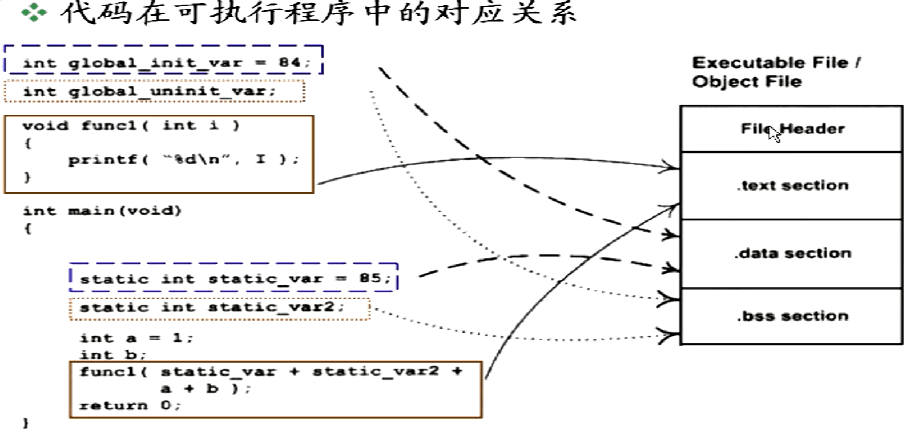 代码在可执行程序中的对应关系
int global_init_var = 84;
int global_uninit_var;
void func1( int i )
{
printf( "%d\n", I );
}
int main(void)
{
static int static_var = 85;
static int static_var2;
int a = 1;
int b;
func1( static_var + static_var2 +
a + b );
return 0;
}
Executable File /
Object File
File Header
.text section
.data section
.bss section